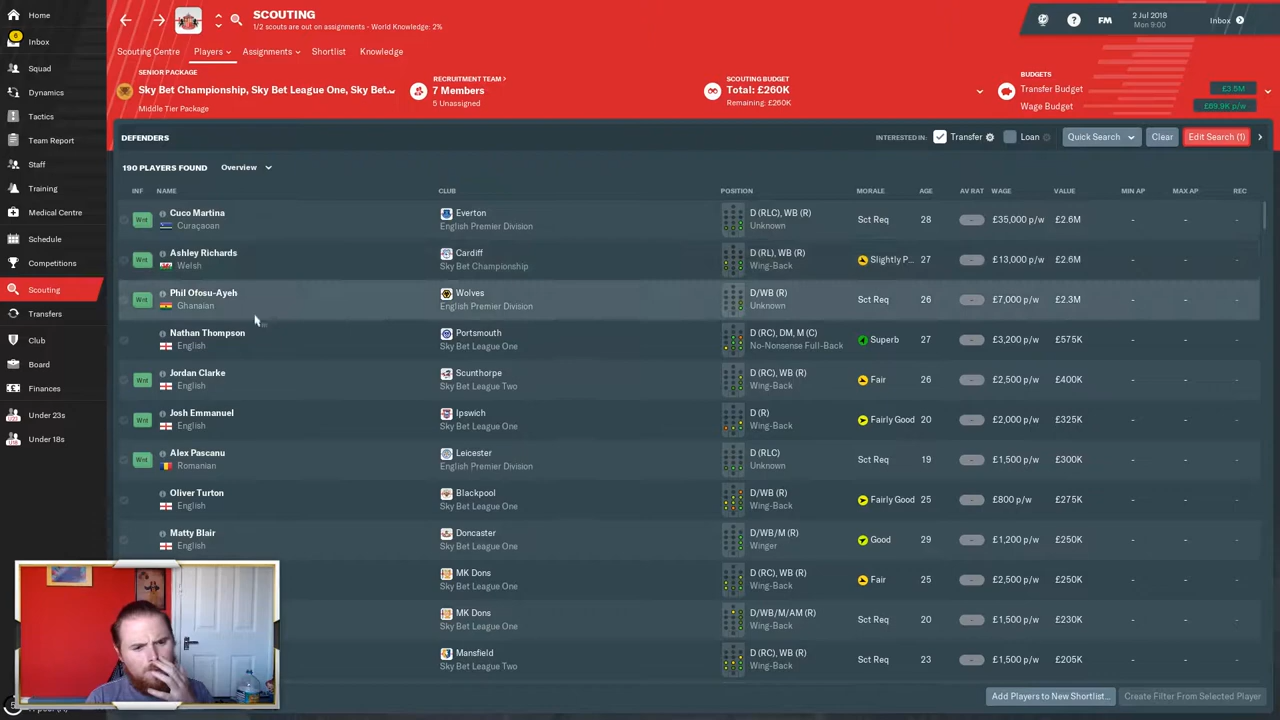 Home
SCOUTING
1/2 scouts are out on assignments - World Knowledge: 2%
2 Jul 2018
Mon 9:00
Inbox
? FM
6
Inbox
Scouting Centre Players Assignments Shortlist Knowledge
Squad
Dynamics
Tactics
Team Report
Staff
Training
Medical Centre
Schedule
Competitions
Scouting
Transfers
Club
Board
Finances
Under 23s
Under 18s
SENIOR PACKAGE
Sky Bet Championship, Sky Bet League One, Sky Bet...
Middle Tier Package
RECRUITMENT TEAM >
7 Members
5 Unassigned
SCOUTING BUDGET
Total: £260K
Remaining: £260K
BUDGETS
Transfer Budget £3.5M
Wage Budget £69.9K p/w
DEFENDERS
INTERESTED IN: Transfer Loan Quick Search Clear Edit Search (1)
190 PLAYERS FOUND Overview
INF NAME CLUB POSITION MORALE AGE AV RAT WAGE VALUE MIN AP MAX AP REC
Wnt Cuco Martina Everton D (RLC), WB (R) Sct Req 28 - £35,000 p/w £2.6M - - -
Curaçaoan English Premier Division Unknown
Wnt Ashley Richards Cardiff D (RL), WB (R) Slightly P... 27 - £13,000 p/w £2.6M - - -
Welsh Sky Bet Championship Wing-Back
Wnt Phil Ofosu-Ayeh Wolves D/WB (R) Sct Req 26 - £7,000 p/w £2.3M - - -
Ghanaian English Premier Division Unknown
Nathan Thompson Portsmouth D (RC), DM, M (C) Superb 27 - £3,200 p/w £575K - - -
English Sky Bet League One No-Nonsense Full-Back
Wnt Jordan Clarke Scunthorpe D (RC), WB (R) Fair 26 - £2,500 p/w £400K - - -
English Sky Bet League Two Wing-Back
Wnt Josh Emmanuel Ipswich D (R) Fairly Good 20 - £2,000 p/w £325K - - -
English Sky Bet League One Wing-Back
Wnt Alex Pascanu Leicester D (RLC) Sct Req 19 - £1,500 p/w £300K - - -
Romanian English Premier Division Unknown
Oliver Turton Blackpool D/WB (R) Fairly Good 25 - £800 p/w £275K - - -
English Sky Bet League One Wing-Back
Matty Blair Doncaster D/WB/M (R) Good 29 - £1,200 p/w £250K - - -
English Sky Bet League One Winger
MK Dons D (RC), WB (R) Fair 25 - £2,500 p/w £250K - - -
Sky Bet League One Wing-Back
MK Dons D/WB/M/AM (R) Sct Req 20 - £1,500 p/w £230K - - -
Sky Bet League One Wing-Back
Mansfield D (RC), WB (R) Sct Req 23 - £1,500 p/w £205K - - -
Sky Bet League Two Wing-Back
Add Players to New Shortlist... Create Filter From Selected Player